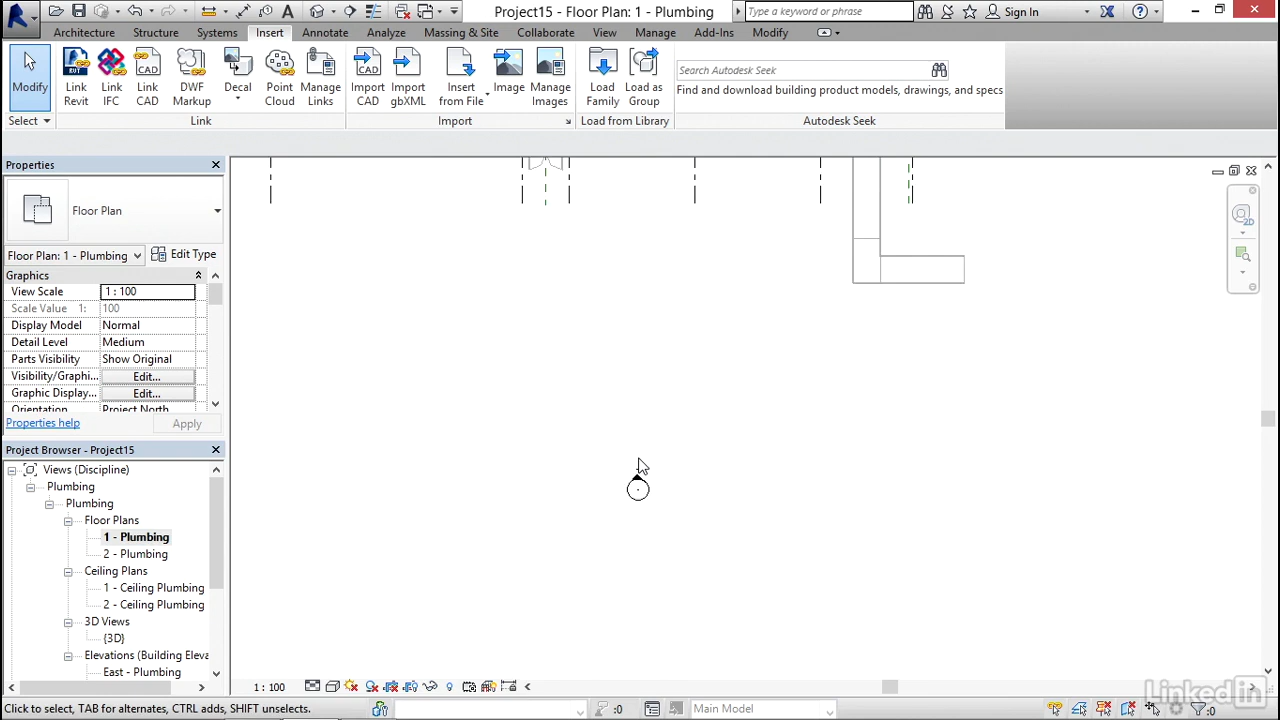 Project15 - Floor Plan: 1 - Plumbing
Type a keyword or phrase
Sign In
Architecture Structure Systems Insert Annotate Analyze Massing & Site Collaborate View Manage Add-Ins Modify
Modify
Link Revit
Link IFC
Link CAD
DWF Markup
Decal
Point Cloud
Manage Links
Import CAD
Import gbXML
Insert from File
Image
Manage Images
Load Family
Load as Group
Search Autodesk Seek
Find and download building product models, drawings, and specs
Select
Link
Import
Load from Library
Autodesk Seek
Properties
Floor Plan
2D
Floor Plan: 1 - Plumbing
Edit Type
Graphics
View Scale 1 : 100
Scale Value 1: 100
Display Model Normal
Detail Level Medium
Parts Visibility Show Original
Visibility/Graphi... Edit...
Graphic Display... Edit...
Orientation Project North
Properties help
Apply
Project Browser - Project15
Views (Discipline)
Plumbing
Plumbing
Floor Plans
1 - Plumbing
2 - Plumbing
Ceiling Plans
1 - Ceiling Plumbing
2 - Ceiling Plumbing
3D Views
{3D}
Elevations (Building Eleva
East - Plumbing
1 : 100
Click to select, TAB for alternates, CTRL adds, SHIFT unselects.
:0
Main Model
:0
Linked in